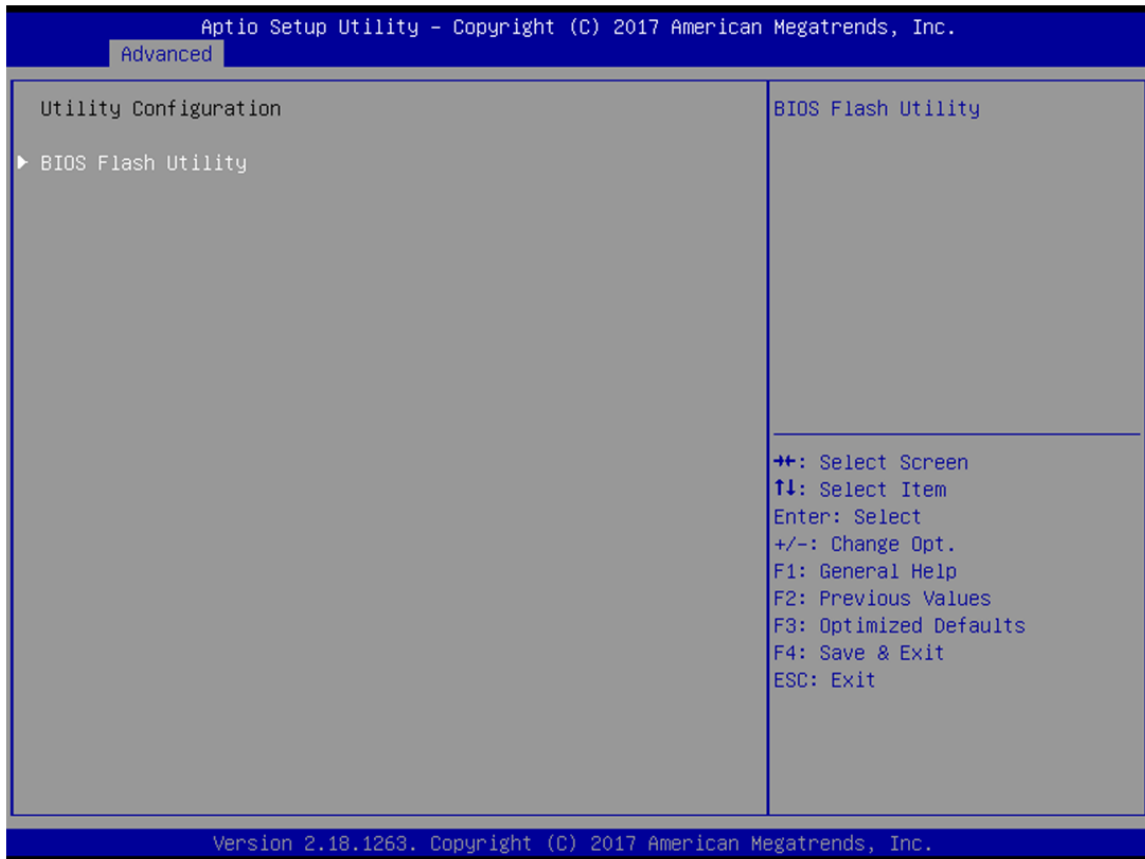 Aptio Setup Utility – Copyright (C) 2017 American Megatrends, Inc.
Advanced
Utility Configuration
▶ BIOS Flash Utility
BIOS Flash Utility
→←: Select Screen
↑↓: Select Item
Enter: Select
+/-: Change Opt.
F1: General Help
F2: Previous Values
F3: Optimized Defaults
F4: Save & Exit
ESC: Exit
Version 2.18.1263. Copyright (C) 2017 American Megatrends, Inc.